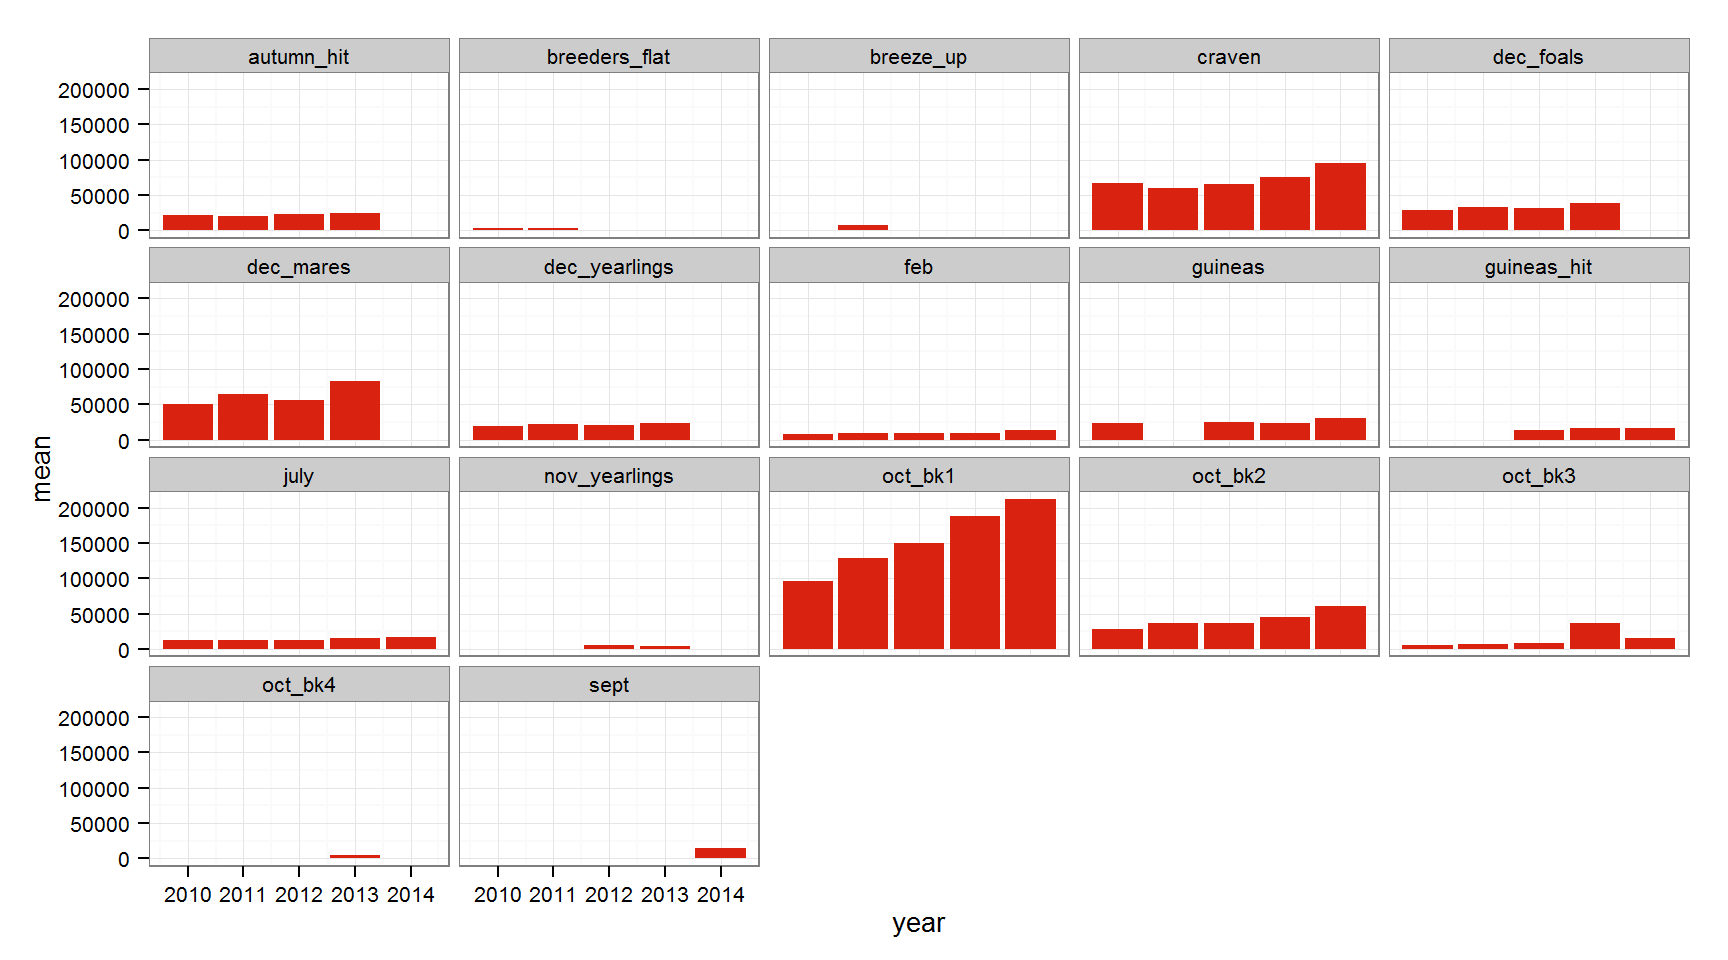 autumn_hit breeders_flat breeze_up craven dec_foals
200000
150000
100000
50000
0
dec_mares dec_yearlings feb guineas guineas_hit
200000
150000
100000
50000
0
mean
july nov_yearlings oct_bk1 oct_bk2 oct_bk3
200000
150000
100000
50000
0
oct_bk4 sept
200000
150000
100000
50000
0
2010 2011 2012 2013 2014 2010 2011 2012 2013 2014
year